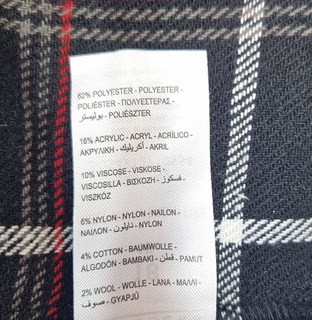 62% POLYESTER - POLYESTER -
POLIÉSTER - ΠΟΛΥΕΣΤΕΡΑΣ -
بوليستر - POLIÉSZTER
16% ACRYLIC - ACRYL - ACRÍLICO -
ΑΚΡΥΛΙΚΗ - أكريليك - AKRIL
10% VISCOSE - VISKOSE -
VISCOSILLA - ΒΙΣΚΟΖΗ - فسكوز -
VISZKÓZ
6% NYLON - NYLON - NAILON -
ΝΑΙΛΟΝ - نايلون - NYLON
4% COTTON - BAUMWOLLE -
ALGODÓN - ΒΑΜΒΑΚΙ - قطن - PAMUT
2% WOOL - WOLLE - LANA - ΜΑΛΛΙ -
صوف - GYAPJÚ